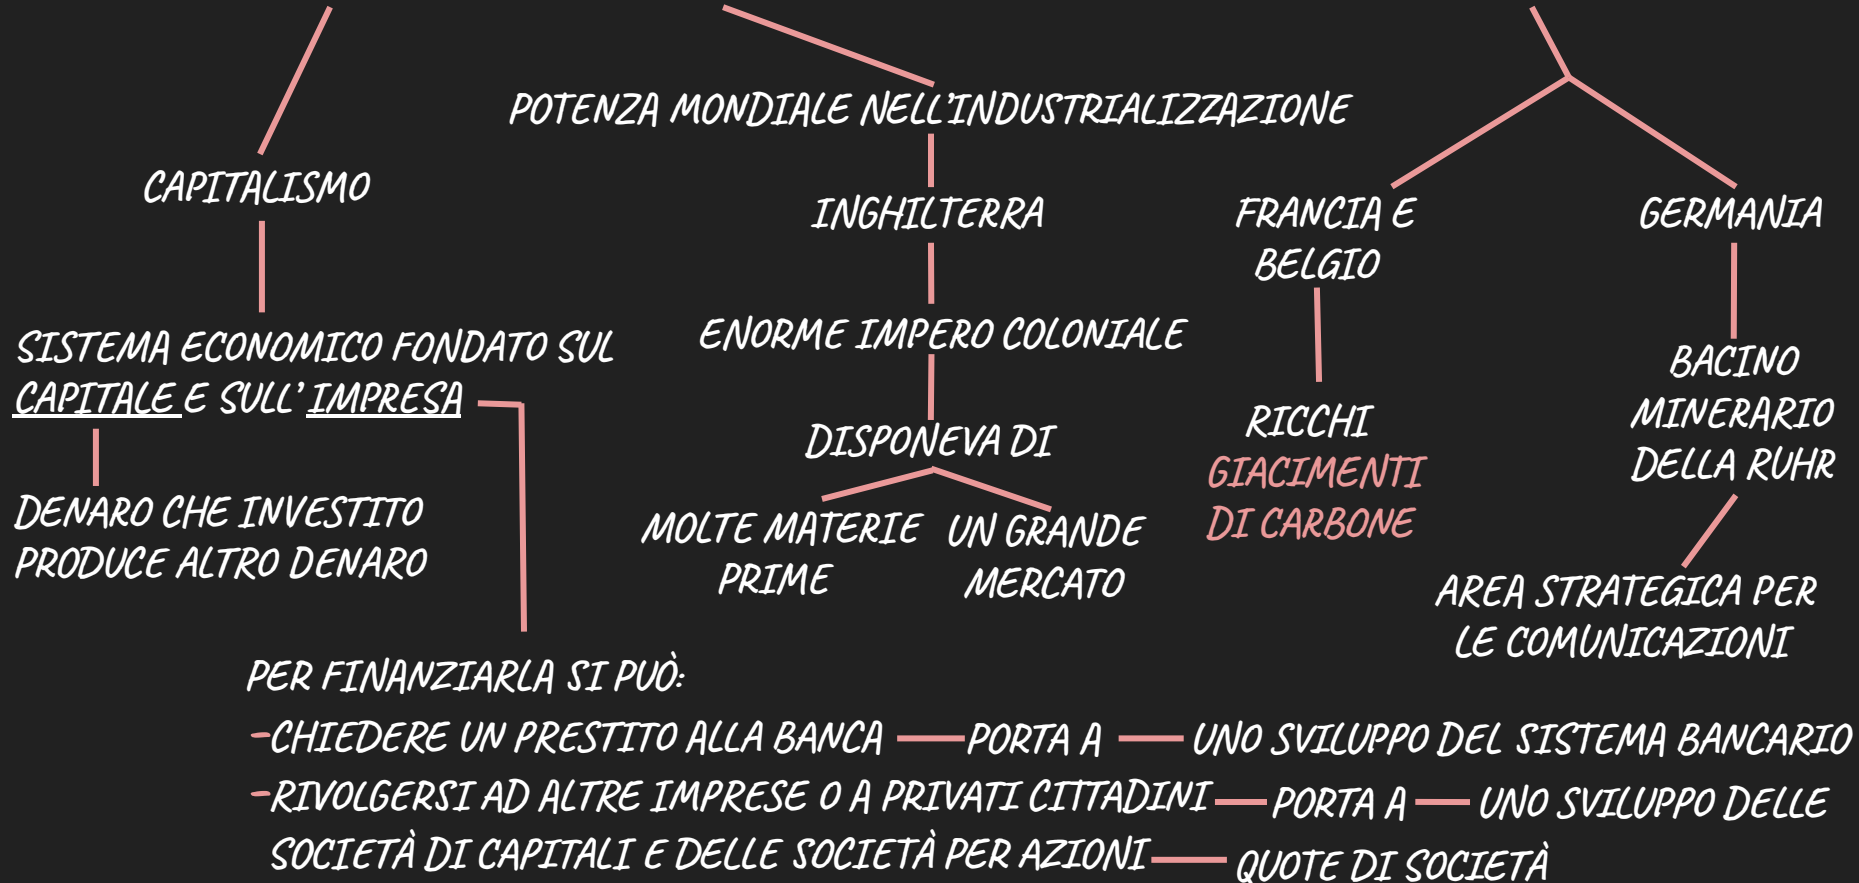 POTENZA MONDIALE NELL'INDUSTRIALIZZAZIONE
CAPITALISMO
SISTEMA ECONOMICO FONDATO SUL
CAPITALE E SULL' IMPRESA
DENARO CHE INVESTITO
PRODUCE ALTRO DENARO
INGHILTERRA
ENORME IMPERO COLONIALE
DISPONEVA DI
MOLTE MATERIE
PRIME
UN GRANDE
MERCATO
FRANCIA E
BELGIO
RICCHI
GIACIMENTI
DI CARBONE
GERMANIA
BACINO
MINERARIO
DELLA RUHR
AREA STRATEGICA PER
LE COMUNICAZIONI
PER FINANZIARLA SI PUÒ:
-CHIEDERE UN PRESTITO ALLA BANCA — PORTA A — UNO SVILUPPO DEL SISTEMA BANCARIO
-RIVOLGERSI AD ALTRE IMPRESE O A PRIVATI CITTADINI — PORTA A — UNO SVILUPPO DELLE
SOCIETÀ DI CAPITALI E DELLE SOCIETÀ PER AZIONI — QUOTE DI SOCIETÀ